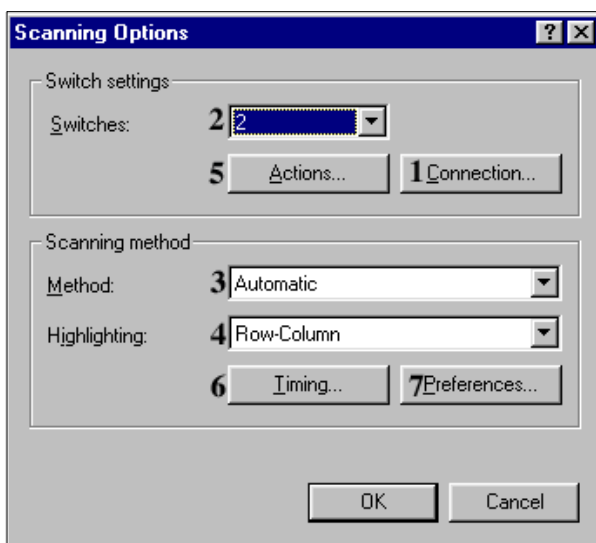 Scanning Options
Switch settings
Switches: 2 2
5 Actions... 1 Connection...
Scanning method
Method: 3 Automatic
Highlighting: 4 Row-Column
6 Timing... 7 Preferences...
OK Cancel